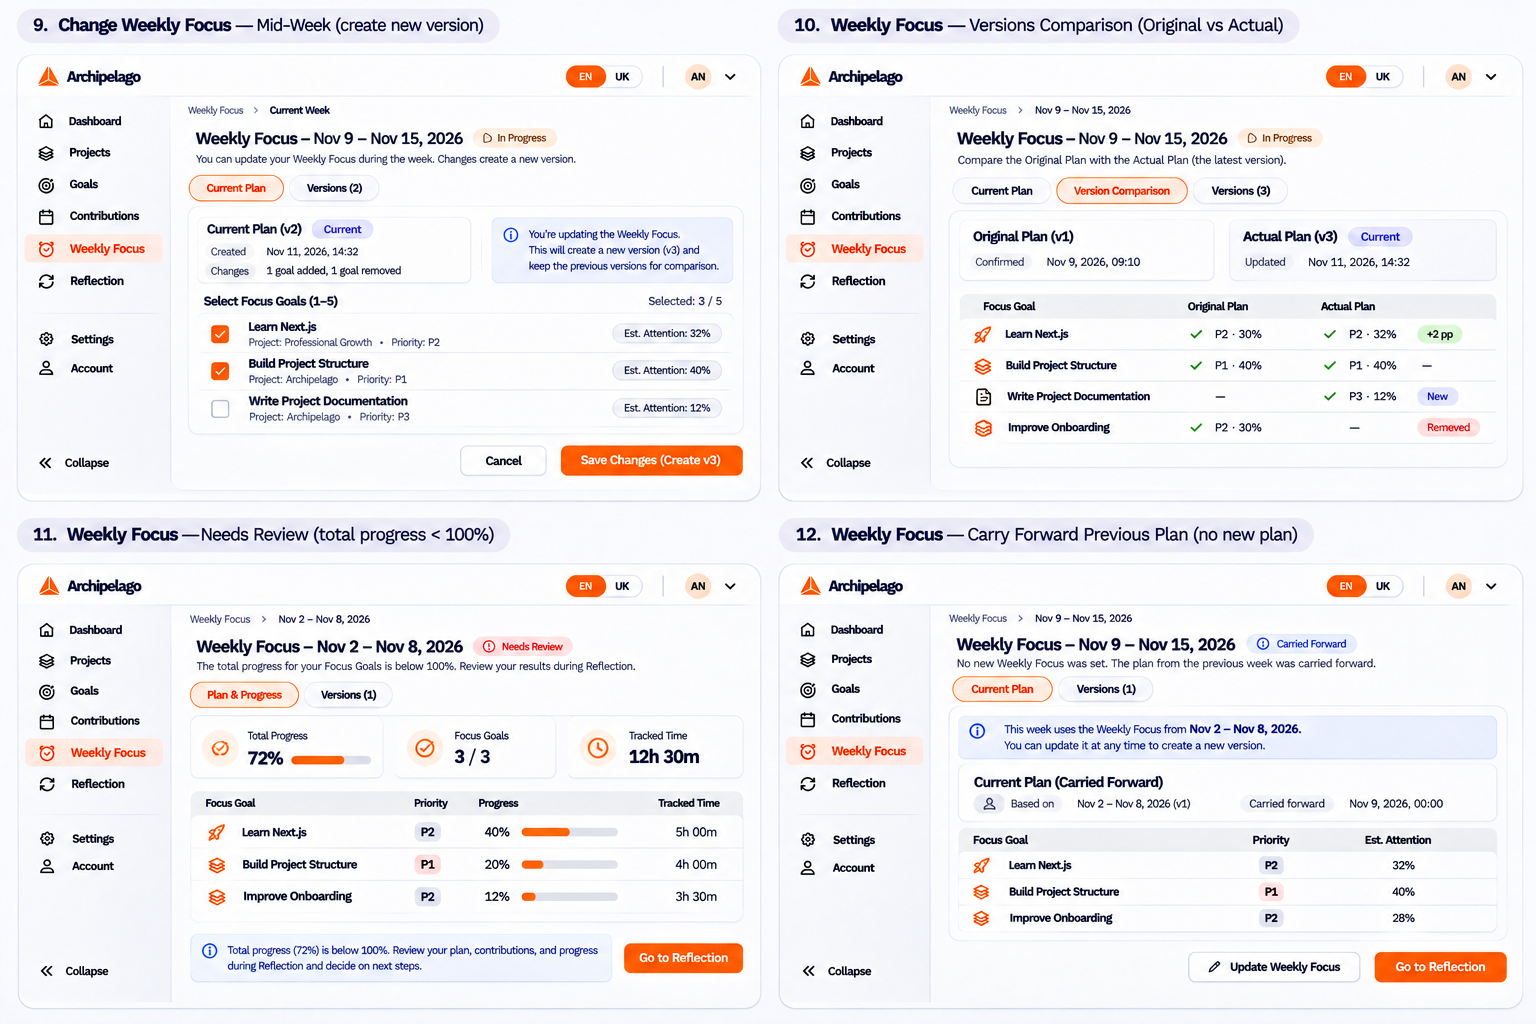 9. Change Weekly Focus — Mid-Week (create new version)
Archipelago
EN UK
AN
Dashboard
Projects
Goals
Contributions
Weekly Focus
Reflection
Settings
Account
Collapse
Weekly Focus > Current Week
Weekly Focus – Nov 9 – Nov 15, 2026 In Progress
You can update your Weekly Focus during the week. Changes create a new version.
Current Plan Versions (2)
Current Plan (v2) Current
Created Nov 11, 2026, 14:32
Changes 1 goal added, 1 goal removed
You're updating the Weekly Focus.
This will create a new version (v3) and
keep the previous versions for comparison.
Select Focus Goals (1–5) Selected: 3 / 5
Learn Next.js
Project: Professional Growth • Priority: P2
Est. Attention: 32%
Build Project Structure
Project: Archipelago • Priority: P1
Est. Attention: 40%
Write Project Documentation
Project: Archipelago • Priority: P3
Est. Attention: 12%
Cancel Save Changes (Create v3)
10. Weekly Focus — Versions Comparison (Original vs Actual)
Archipelago
EN UK
AN
Dashboard
Projects
Goals
Contributions
Weekly Focus
Reflection
Settings
Account
Collapse
Weekly Focus > Nov 9 – Nov 15, 2026
Weekly Focus – Nov 9 – Nov 15, 2026 In Progress
Compare the Original Plan with the Actual Plan (the latest version).
Current Plan Version Comparison Versions (3)
Original Plan (v1)
Confirmed Nov 9, 2026, 09:10
Actual Plan (v3) Current
Updated Nov 11, 2026, 14:32
Focus Goal Original Plan Actual Plan
Learn Next.js P2 · 30% P2 · 32% +2 pp
Build Project Structure P1 · 40% P1 · 40% —
Write Project Documentation — P3 · 12% New
Improve Onboarding P2 · 30% — Remeved
11. Weekly Focus — Needs Review (total progress < 100%)
Archipelago
EN UK
AN
Dashboard
Projects
Goals
Contributions
Weekly Focus
Reflection
Settings
Account
Collapse
Weekly Focus > Nov 2 – Nov 8, 2026
Weekly Focus – Nov 2 – Nov 8, 2026 Needs Review
The total progress for your Focus Goals is below 100%. Review your results during Reflection.
Plan & Progress Versions (1)
Total Progress
72%
Focus Goals
3 / 3
Tracked Time
12h 30m
Focus Goal Priority Progress Tracked Time
Learn Next.js P2 40% 5h 00m
Build Project Structure P1 20% 4h 00m
Improve Onboarding P2 12% 3h 30m
Total progress (72%) is below 100%. Review your plan, contributions, and progress
during Reflection and decide on next steps.
Go to Reflection
12. Weekly Focus — Carry Forward Previous Plan (no new plan)
Archipelago
EN UK
AN
Dashboard
Projects
Goals
Contributions
Weekly Focus
Reflection
Settings
Account
Collapse
Weekly Focus > Nov 9 – Nov 15, 2026
Weekly Focus – Nov 9 – Nov 15, 2026 Carried Forward
No new Weekly Focus was set. The plan from the previous week was carried forward.
Current Plan Versions (1)
This week uses the Weekly Focus from Nov 2 – Nov 8, 2026.
You can update it at any time to create a new version.
Current Plan (Carried Forward)
Based on Nov 2 – Nov 8, 2026 (v1) Carried forward Nov 9, 2026, 00:00
Focus Goal Priority Est. Attention
Learn Next.js P2 32%
Build Project Structure P1 40%
Improve Onboarding P2 28%
Update Weekly Focus Go to Reflection